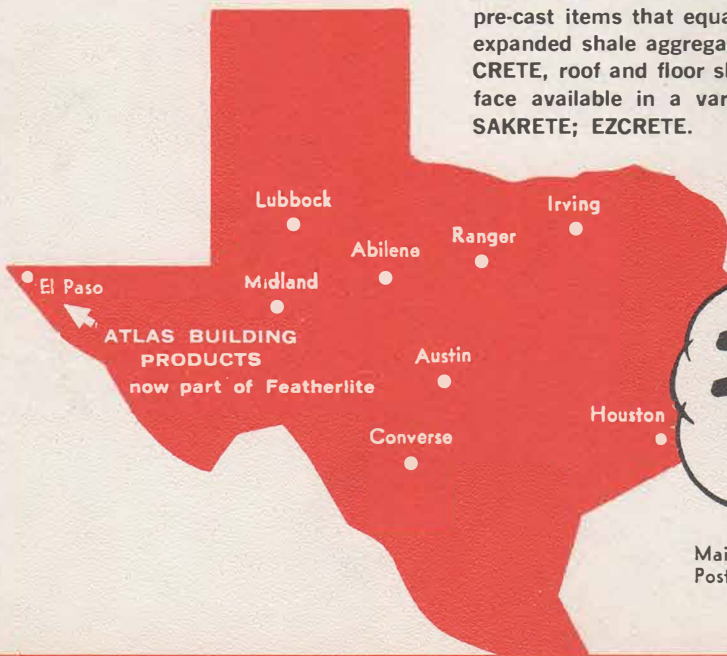 pre-cast items that equa
expanded shale aggrega
CRETE, roof and floor sl
face available in a var
SAKRETE; EZCRETE.
Lubbock
Irving
Ranger
Abilene
El Paso
Midland
ATLAS BUILDING
PRODUCTS
now part of Featherlite
Austin
Houston
Converse
Mai
Post